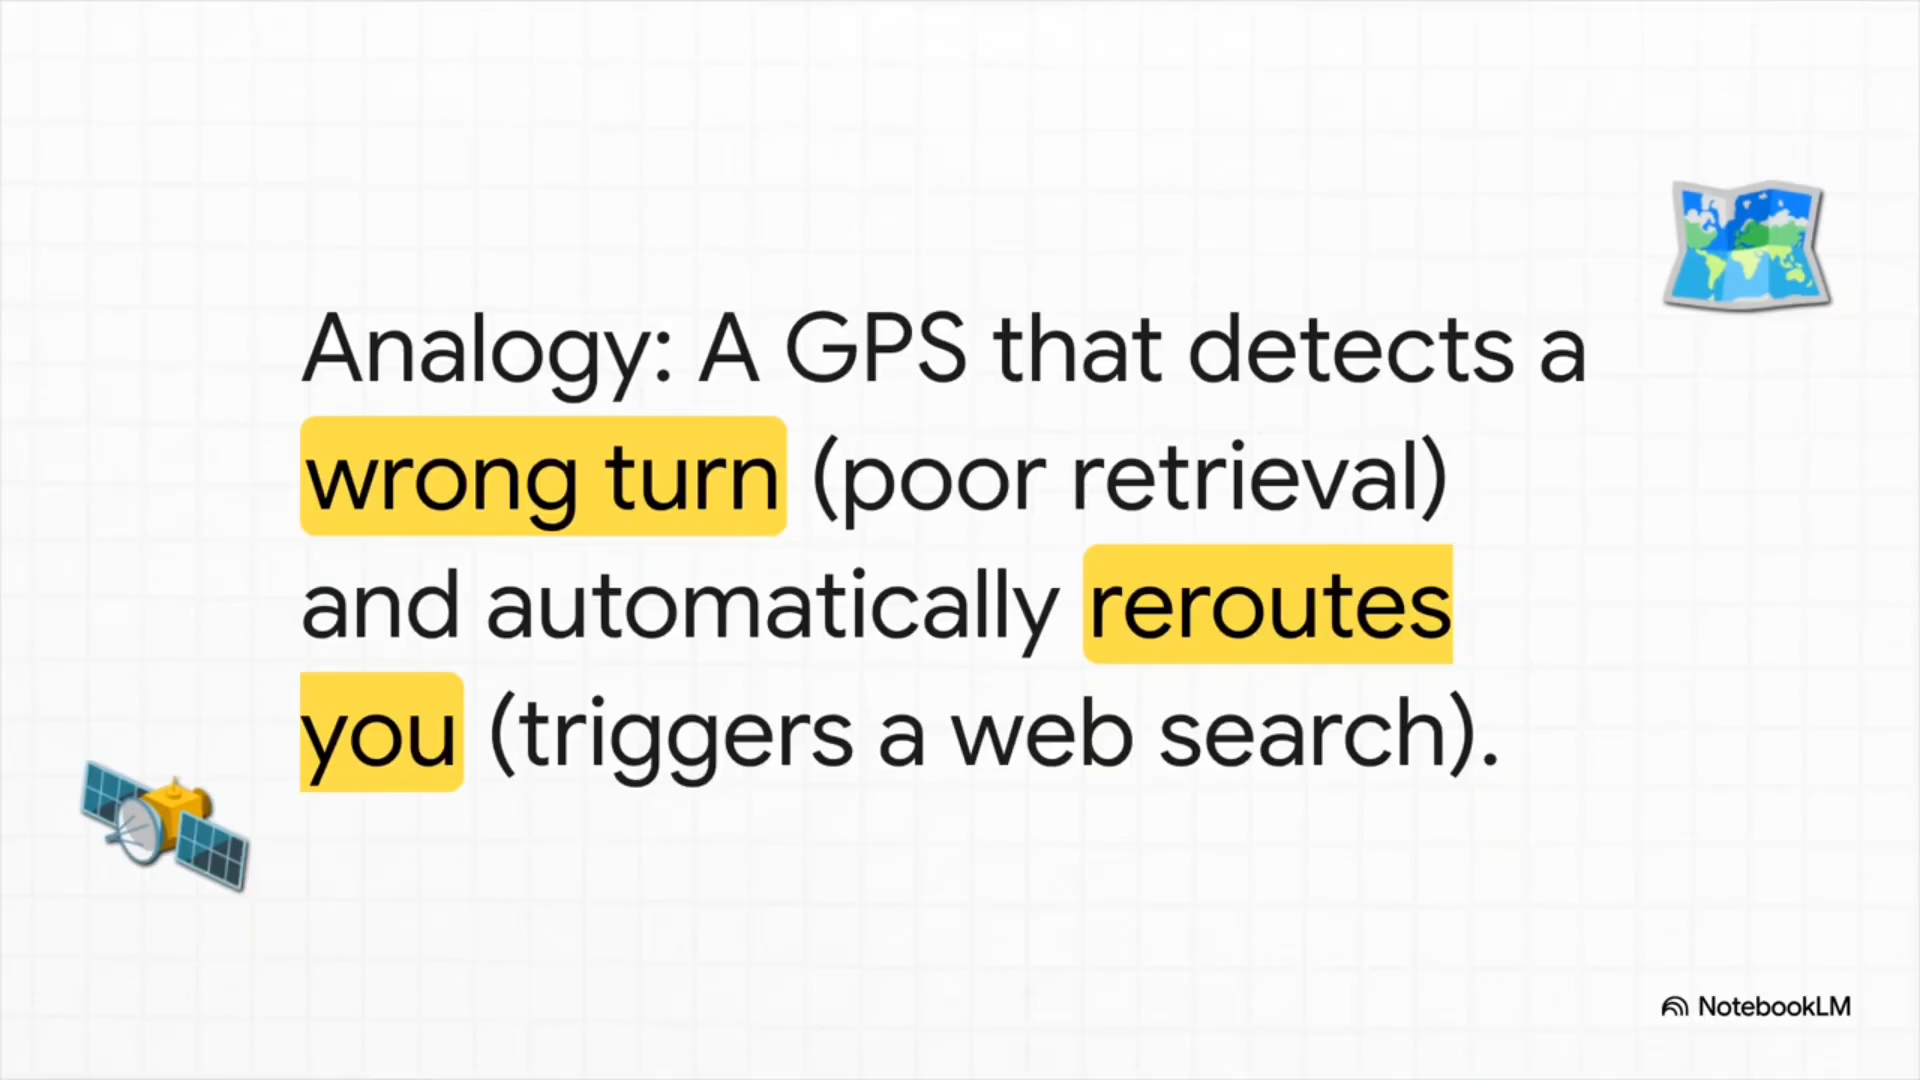 Analogy: A GPS that detects a
wrong turn (poor retrieval)
and automatically reroutes
you (triggers a web search).
NotebookLM